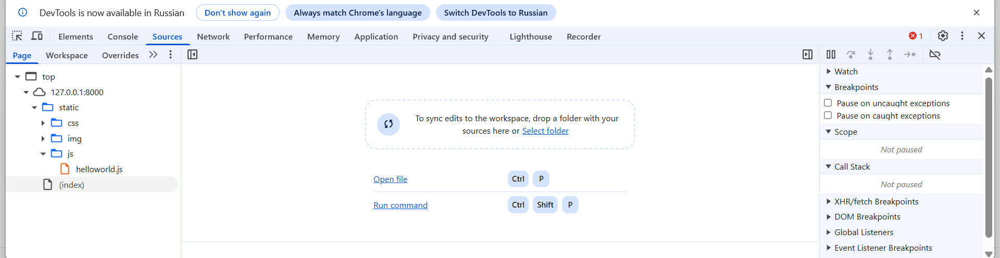 DevTools is now available in Russian Don't show again Always match Chrome's language Switch DevTools to Russian
Elements Console Sources Network Performance Memory Application Privacy and security Lighthouse Recorder 1
Page Workspace Overrides
top
127.0.0.1:8000
static
css
img
js
helloworld.js
(index)
To sync edits to the workspace, drop a folder with your
sources here or Select folder
Open file Ctrl P
Run command Ctrl Shift P
Watch
Breakpoints
Pause on uncaught exceptions
Pause on caught exceptions
Scope
Not paused
Call Stack
Not paused
XHR/fetch Breakpoints
DOM Breakpoints
Global Listeners
Event Listener Breakpoints